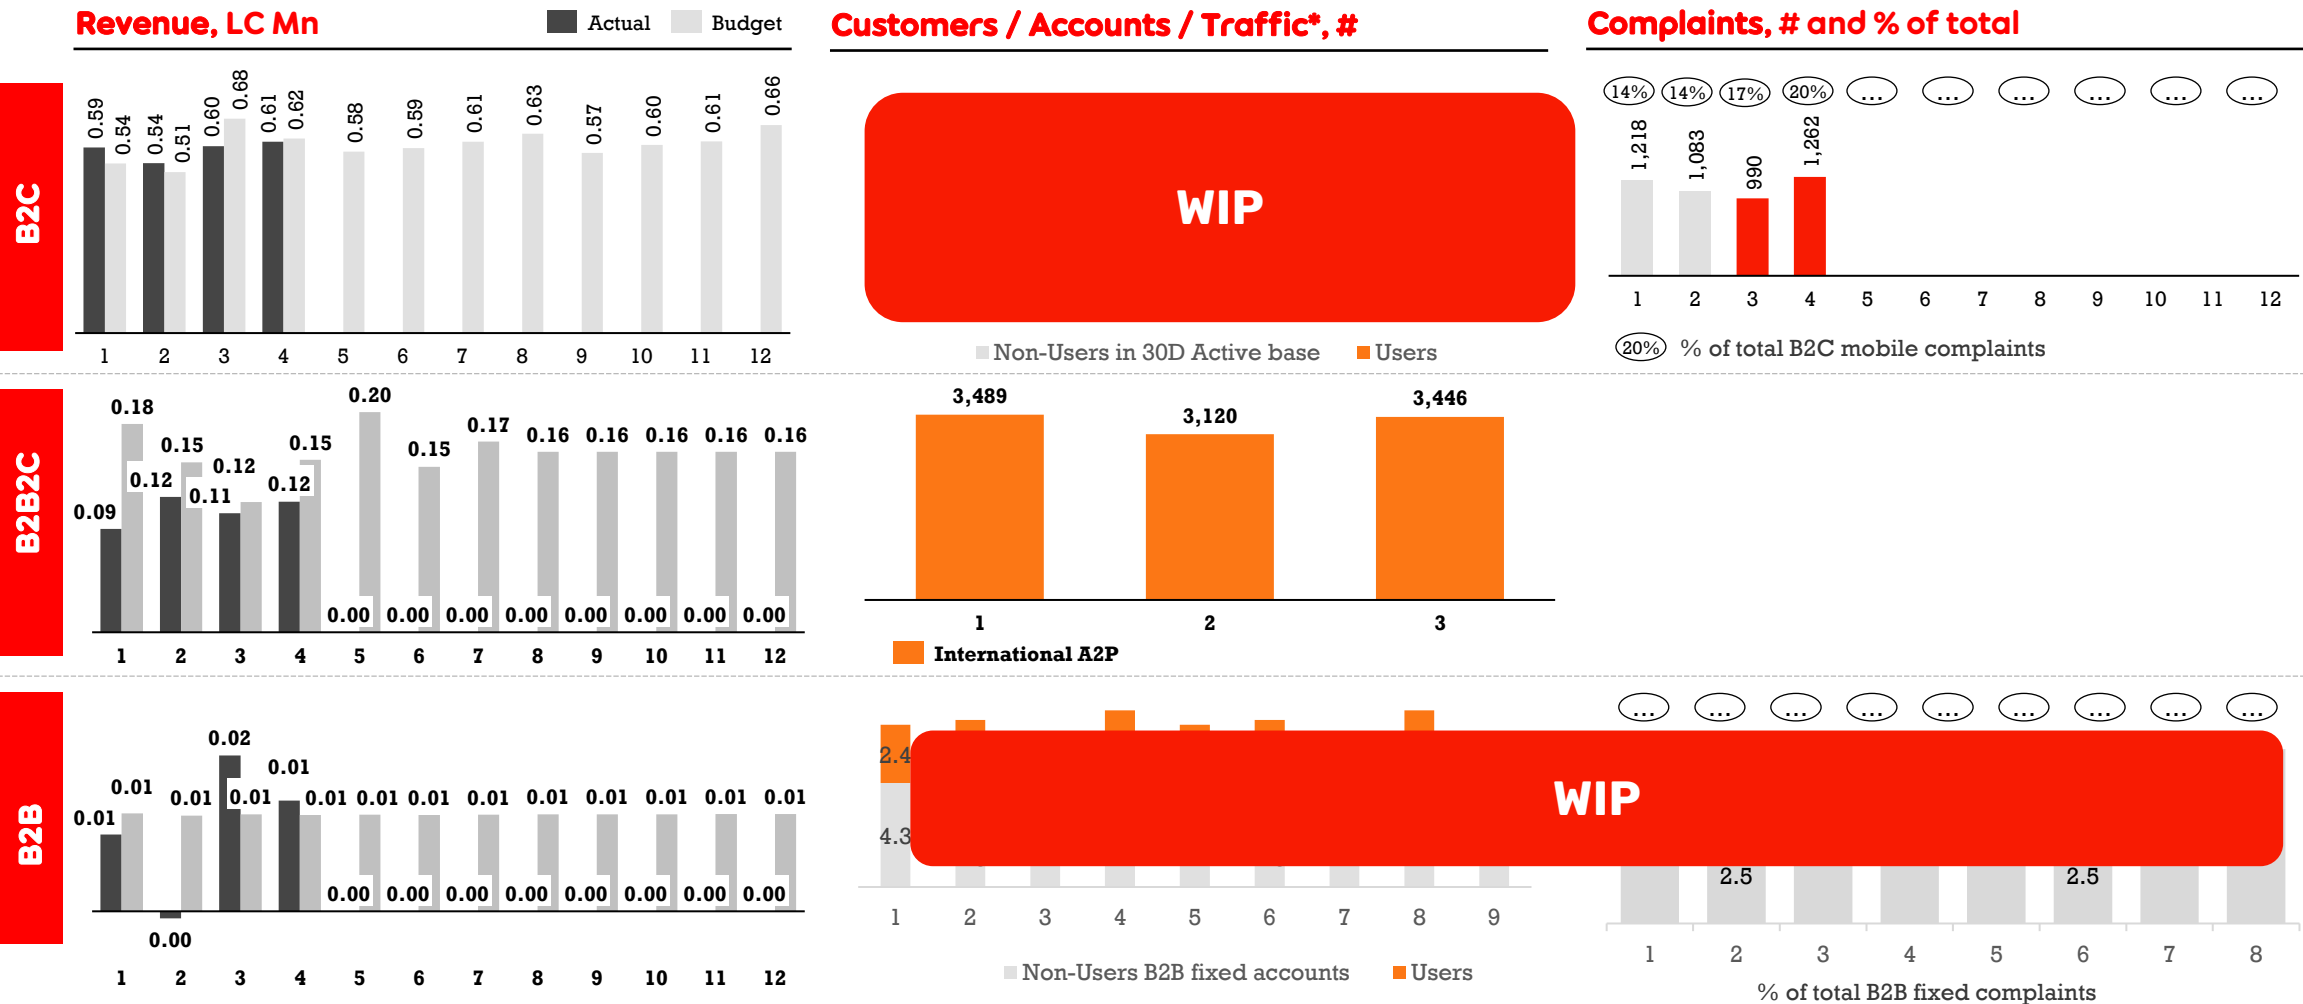 Revenue, LC Mn
Actual
Budget
Customers / Accounts / Traffic*, #
Complaints, # and % of total
B2C
0.59 0.54 0.54 0.51 0.60 0.68 0.61 0.62 0.58 0.59 0.61 0.63 0.57 0.60 0.61 0.66
1 2 3 4 5 6 7 8 9 10 11 12
WIP
Non-Users in 30D Active base
Users
14% 14% 17% 20% ... ... ... ... ... ...
1,218 1,083 990 1,262
1 2 3 4 5 6 7 8 9 10 11 12
20% % of total B2C mobile complaints
B2B2C
0.09 0.18 0.12 0.15 0.11 0.12 0.12 0.15 0.20 0.15 0.17 0.16 0.16 0.16 0.16 0.16
0.00 0.00 0.00 0.00 0.00 0.00 0.00 0.00
1 2 3 4 5 6 7 8 9 10 11 12
3,489 3,120 3,446
1 2 3
International A2P
B2B
0.01 0.01 0.01 0.02 0.01 0.01 0.01 0.01 0.01 0.01 0.01 0.01 0.01 0.01 0.01
0.00 0.00 0.00 0.00 0.00 0.00 0.00 0.00
0.00
1 2 3 4 5 6 7 8 9 10 11 12
2.4
4.3
WIP
1 2 3 4 5 6 7 8 9
Non-Users B2B fixed accounts
Users
... ... ... ... ... ... ... ... ...
2.5 2.5
1 2 3 4 5 6 7 8
% of total B2B fixed complaints